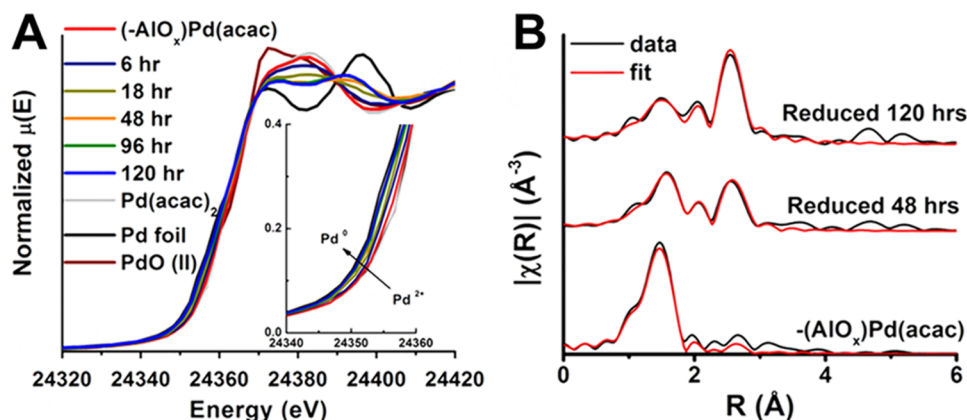 A
Normalized μ(E)
(-AlOx)Pd(acac)
6 hr
18 hr
48 hr
96 hr
120 hr
Pd(acac)2
Pd foil
PdO (II)
0.4
0.2
0.0
Pd 0
Pd 2+
24340 24350 24360
24320 24340 24360 24380 24400 24420
Energy (eV)
B
|χ(R)| (Å-3)
data
fit
Reduced 120 hrs
Reduced 48 hrs
-(AlOx)Pd(acac)
0 2 4 6
R (Å)